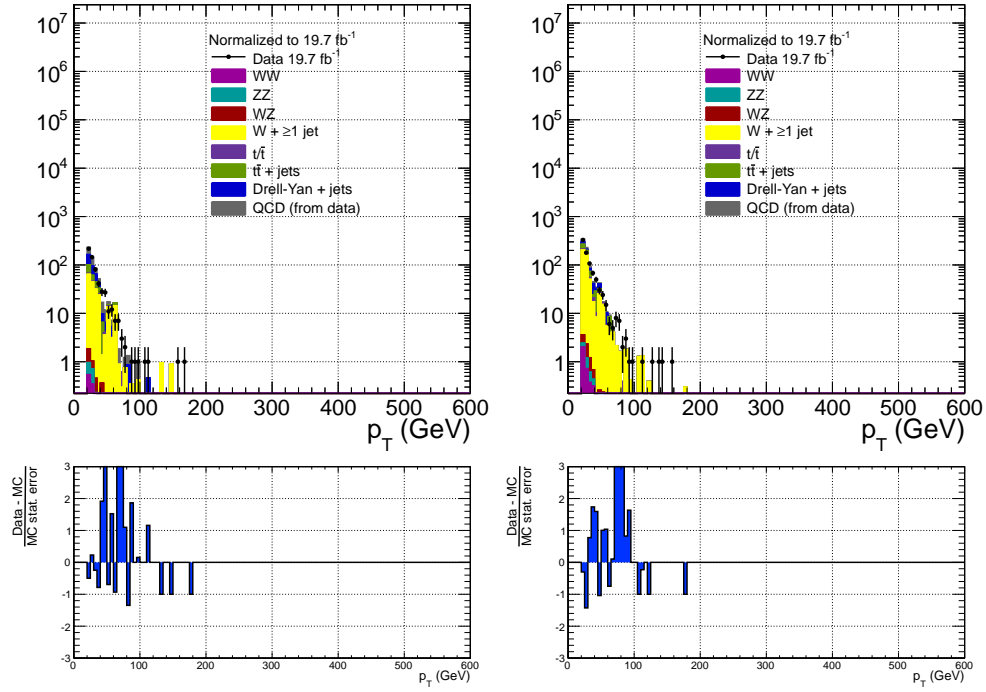 10^7
10^6
10^5
10^4
10^3
10^2
10
1
Normalized to 19.7 fb^-1
Data 19.7 fb^-1
WW
ZZ
WZ
W + ≥1 jet
t/t̄
tt̄ + jets
Drell-Yan + jets
QCD (from data)
0 100 200 300 400 500 600
p_T (GeV)
10^7
10^6
10^5
10^4
10^3
10^2
10
1
Normalized to 19.7 fb^-1
Data 19.7 fb^-1
WW
ZZ
WZ
W + ≥1 jet
t/t̄
tt̄ + jets
Drell-Yan + jets
QCD (from data)
0 100 200 300 400 500 600
p_T (GeV)
Data - MC
MC stat. error
3
2
1
0
-1
-2
-3
0 100 200 300 400 500 600
p_T (GeV)
Data - MC
MC stat. error
3
2
1
0
-1
-2
-3
0 100 200 300 400 500 600
p_T (GeV)